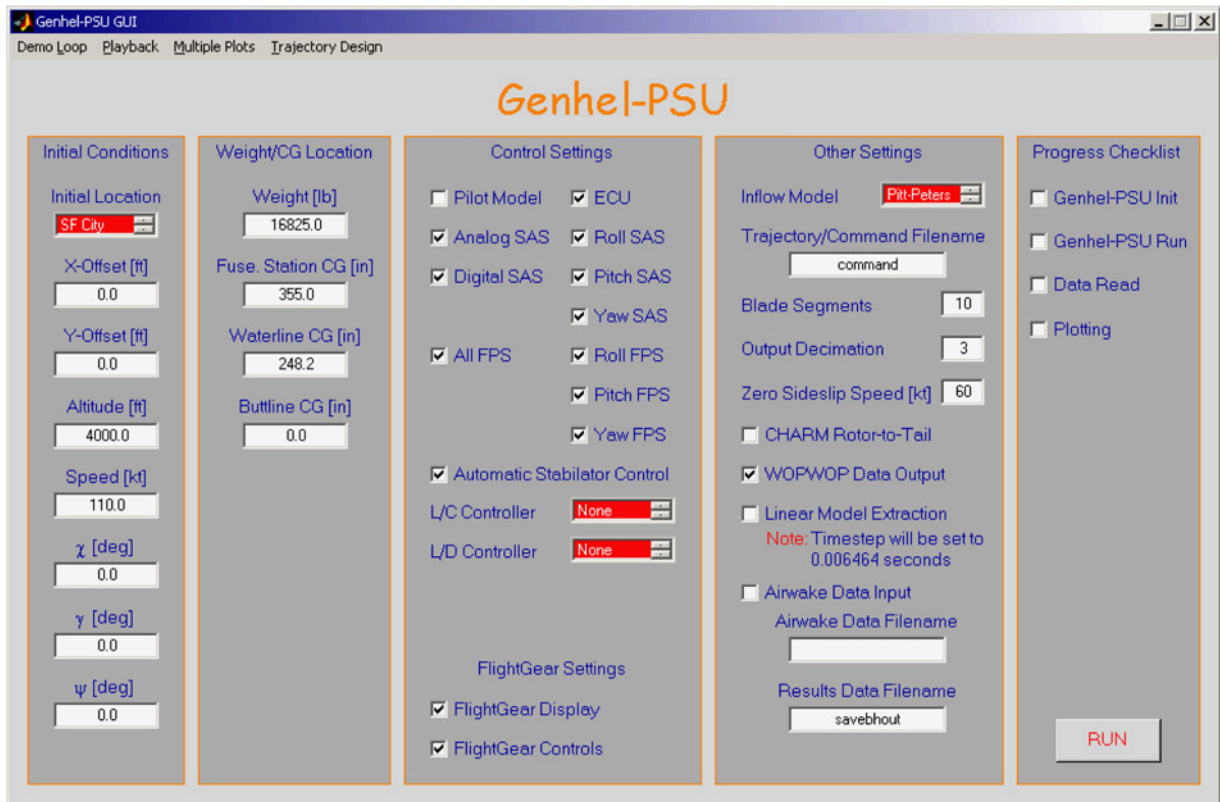 Genhel-PSU GUI
Demo Loop Playback Multiple Plots Trajectory Design
Genhel-PSU
Initial Conditions
Initial Location
SF City
X-Offset [ft]
0.0
Y-Offset [ft]
0.0
Altitude [ft]
4000.0
Speed [kt]
110.0
χ [deg]
0.0
γ [deg]
0.0
ψ [deg]
0.0
Weight/CG Location
Weight [lb]
16825.0
Fuse. Station CG [in]
355.0
Waterline CG [in]
248.2
Buttline CG [in]
0.0
Control Settings
Pilot Model ECU
Analog SAS Roll SAS
Digital SAS Pitch SAS
Yaw SAS
All FPS Roll FPS
Pitch FPS
Yaw FPS
Automatic Stabilator Control
L/C Controller None
L/D Controller None
FlightGear Settings
FlightGear Display
FlightGear Controls
Other Settings
Inflow Model Pitt-Peters
Trajectory/Command Filename
command
Blade Segments 10
Output Decimation 3
Zero Sideslip Speed [kt] 60
CHARM Rotor-to-Tail
WOPWOP Data Output
Linear Model Extraction
Note: Timestep will be set to
0.006464 seconds
Airwake Data Input
Airwake Data Filename
Results Data Filename
savebhout
Progress Checklist
Genhel-PSU Init
Genhel-PSU Run
Data Read
Plotting
RUN